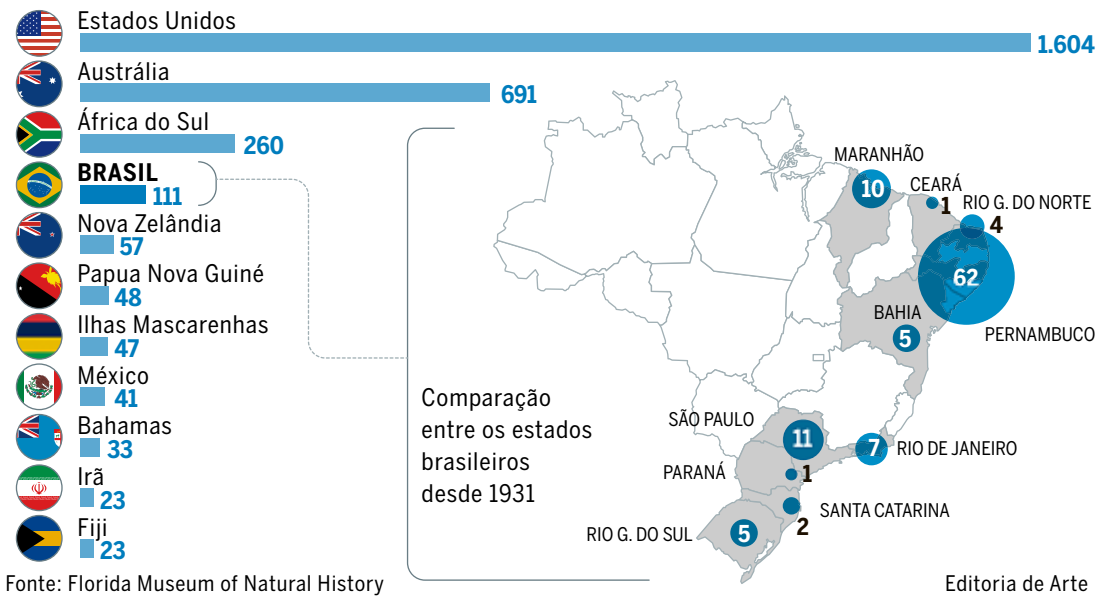 Estados Unidos
1.604
Austrália
691
África do Sul
260
BRASIL
111
Nova Zelândia
57
Papua Nova Guiné
48
Ilhas Mascarenhas
47
México
41
Bahamas
33
Irã
23
Fiji
23
Comparação
entre os estados
brasileiros
desde 1931
MARANHÃO
10
CEARÁ
1
RIO G. DO NORTE
4
62
PERNAMBUCO
BAHIA
5
SÃO PAULO
11
7
RIO DE JANEIRO
PARANÁ
1
SANTA CATARINA
2
RIO G. DO SUL
5
Fonte: Florida Museum of Natural History
Editoria de Arte